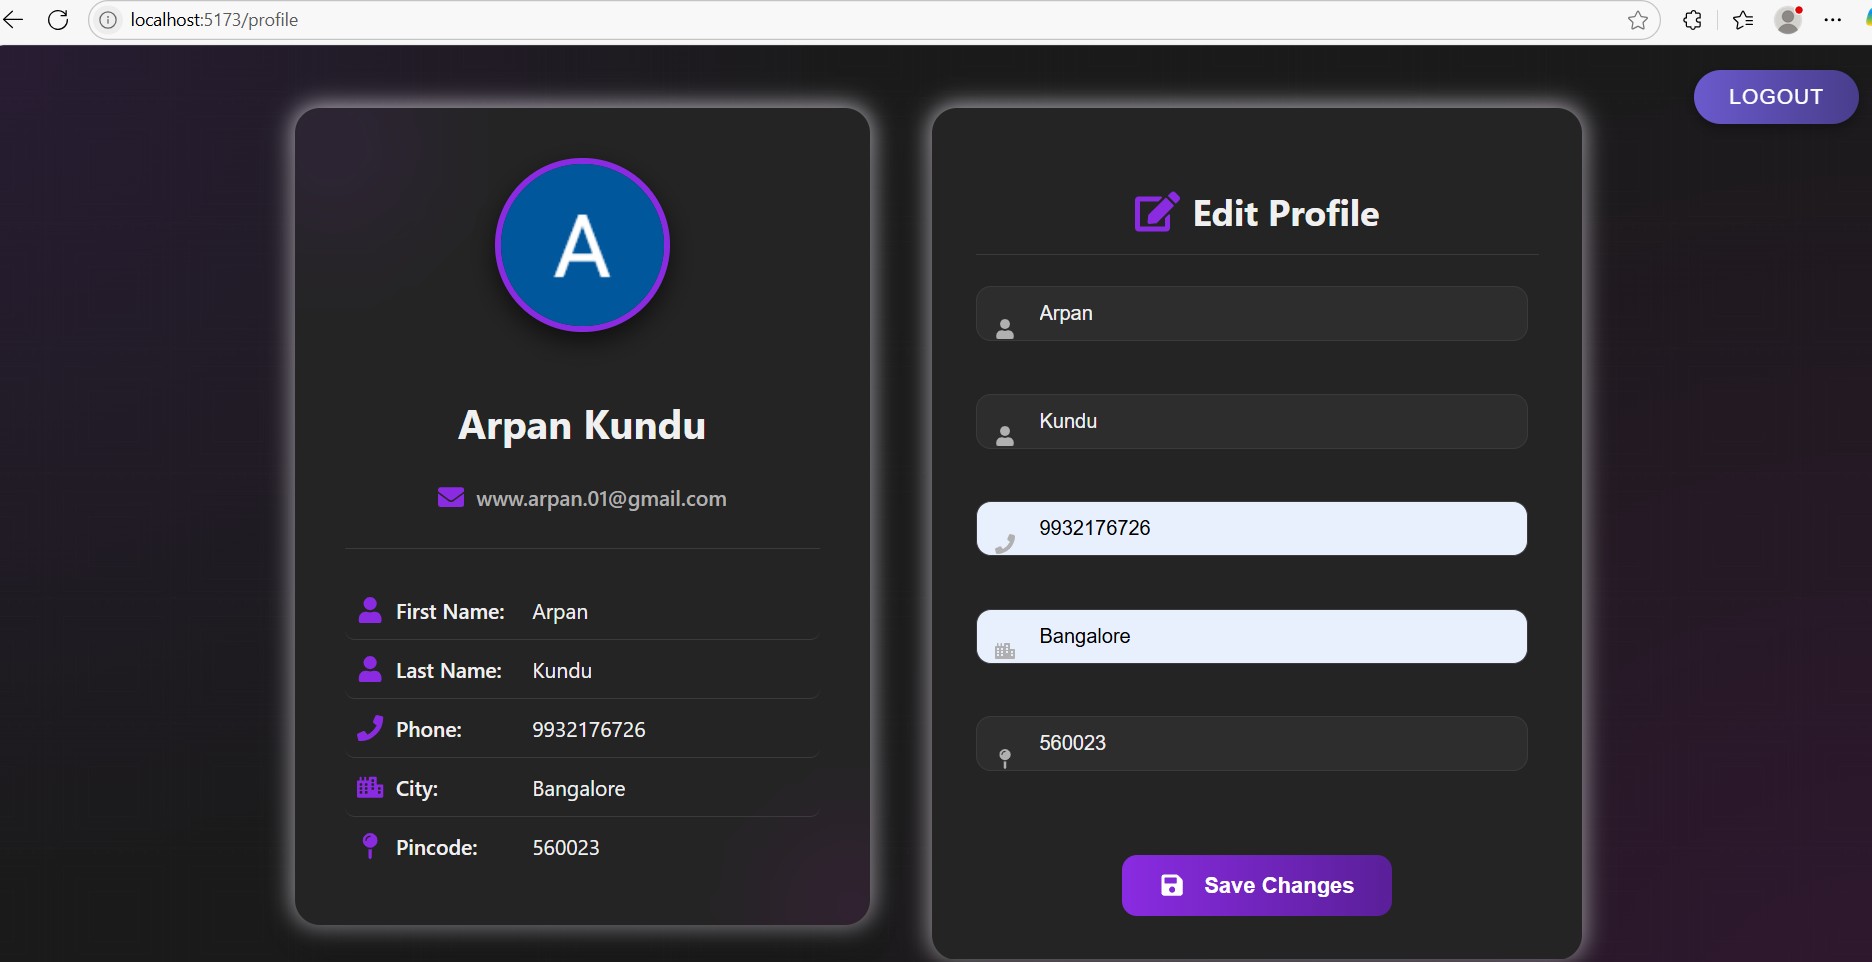 localhost:5173/profile
LOGOUT
A
Arpan Kundu
www.arpan.01@gmail.com
First Name: Arpan
Last Name: Kundu
Phone: 9932176726
City: Bangalore
Pincode: 560023
Edit Profile
Arpan
Kundu
9932176726
Bangalore
560023
Save Changes